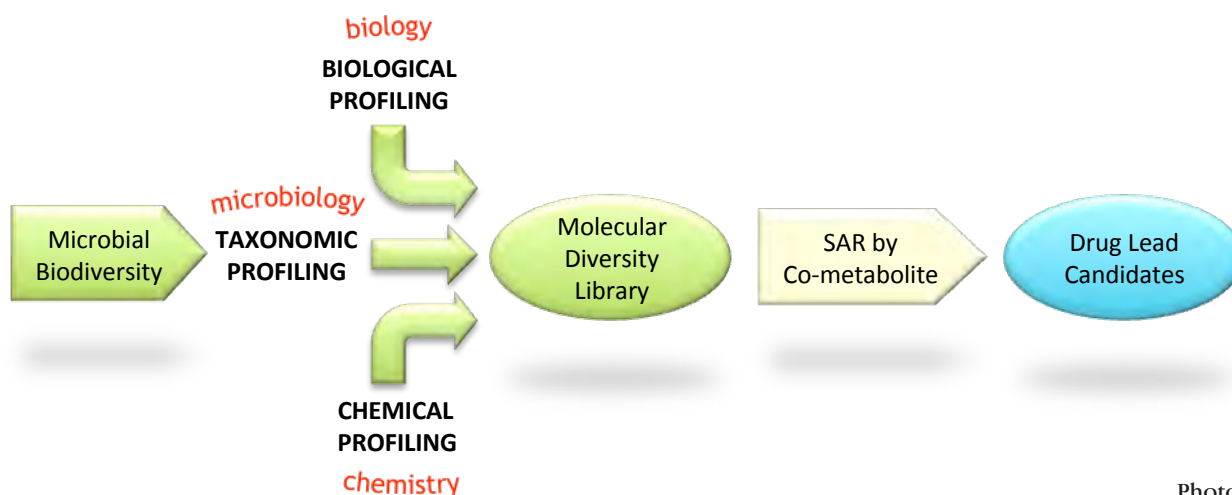 biology
BIOLOGICAL
PROFILING
microbiology
Microbial
Biodiversity
TAXONOMIC
PROFILING
Molecular
Diversity
Library
SAR by
Co-metabolite
Drug Lead
Candidates
CHEMICAL
PROFILING
chemistry
Photo